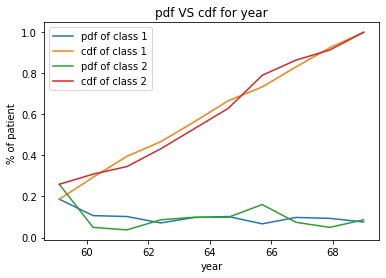 pdf VS cdf for year
pdf of class 1
cdf of class 1
pdf of class 2
cdf of class 2
% of patient
1.0
0.8
0.6
0.4
0.2
0.0
60 62 64 66 68
year